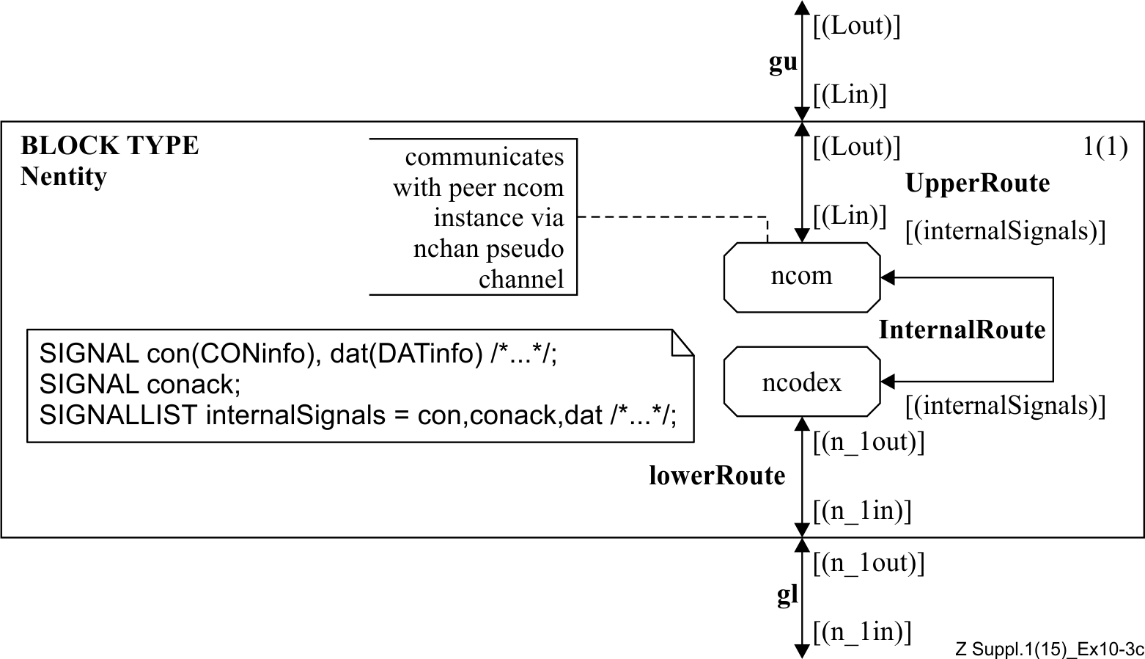 [(Lout)]
gu
[(Lin)]
BLOCK TYPE
Nentity
1(1)
communicates
with peer ncom
instance via
nchan pseudo
channel
[(Lout)]
UpperRoute
[(Lin)]
[(internalSignals)]
ncom
InternalRoute
SIGNAL con(CONinfo), dat(DATinfo) /*...*/;
SIGNAL conack;
SIGNALLIST internalSignals = con,conack,dat /*...*/;
ncodex
[(internalSignals)]
[(n_1out)]
lowerRoute
[(n_1in)]
[(n_1out)]
gl
[(n_1in)]
Z Suppl.1(15)_Ex10-3c